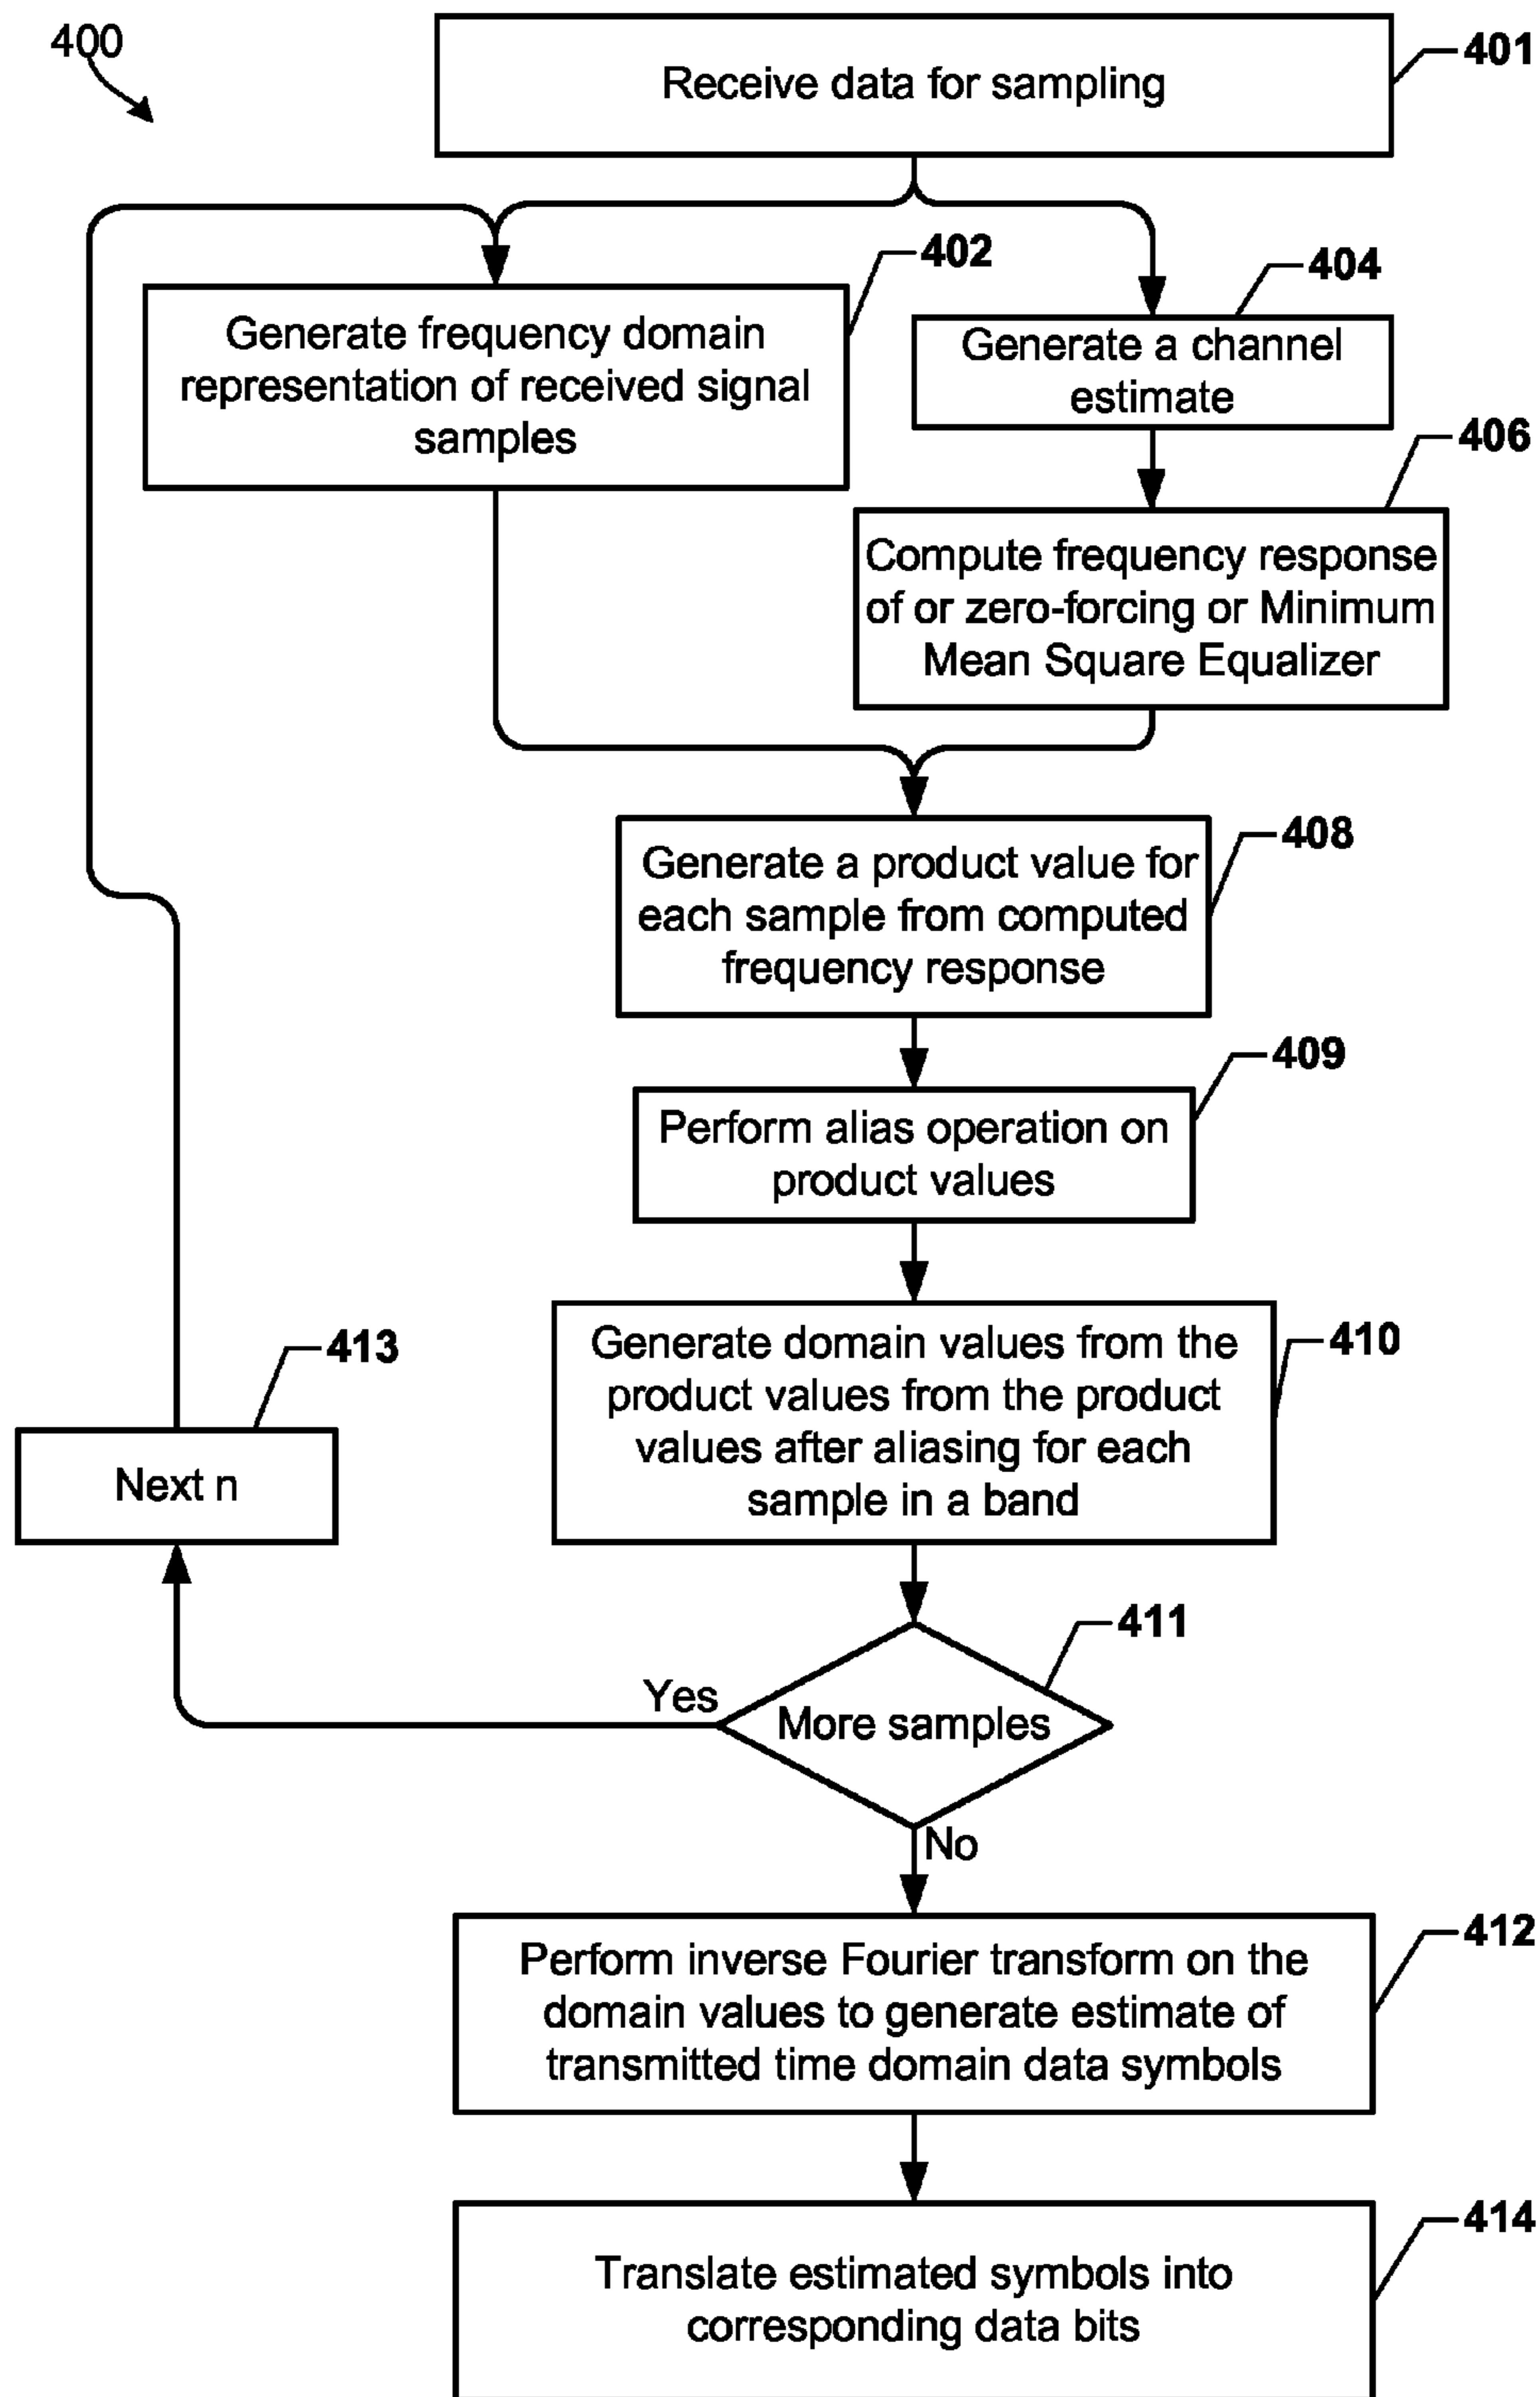 400
401
Receive data for sampling
402
404
Generate frequency domain
representation of received signal
samples
Generate a channel
estimate
406
Compute frequency response
of or zero-forcing or Minimum
Mean Square Equalizer
408
Generate a product value for
each sample from computed
frequency response
409
Perform alias operation on
product values
410
Generate domain values from the
product values from the product
values after aliasing for each
sample in a band
413
Next n
411
Yes
More samples
No
412
Perform inverse Fourier transform on the
domain values to generate estimate of
transmitted time domain data symbols
414
Translate estimated symbols into
corresponding data bits